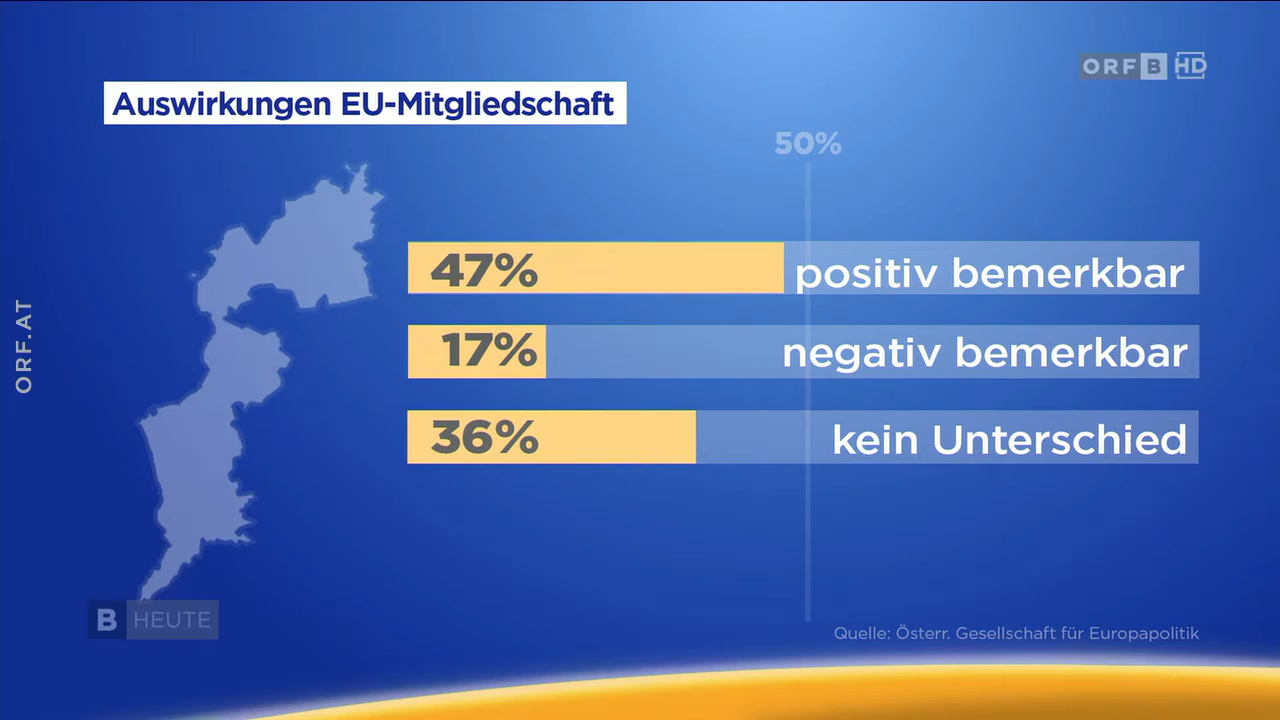 ORF B HD
Auswirkungen EU-Mitgliedschaft
50%
47% positiv bemerkbar
17% negativ bemerkbar
36% kein Unterschied
ORF.AT
B HEUTE
Quelle: Österr. Gesellschaft für Europapolitik